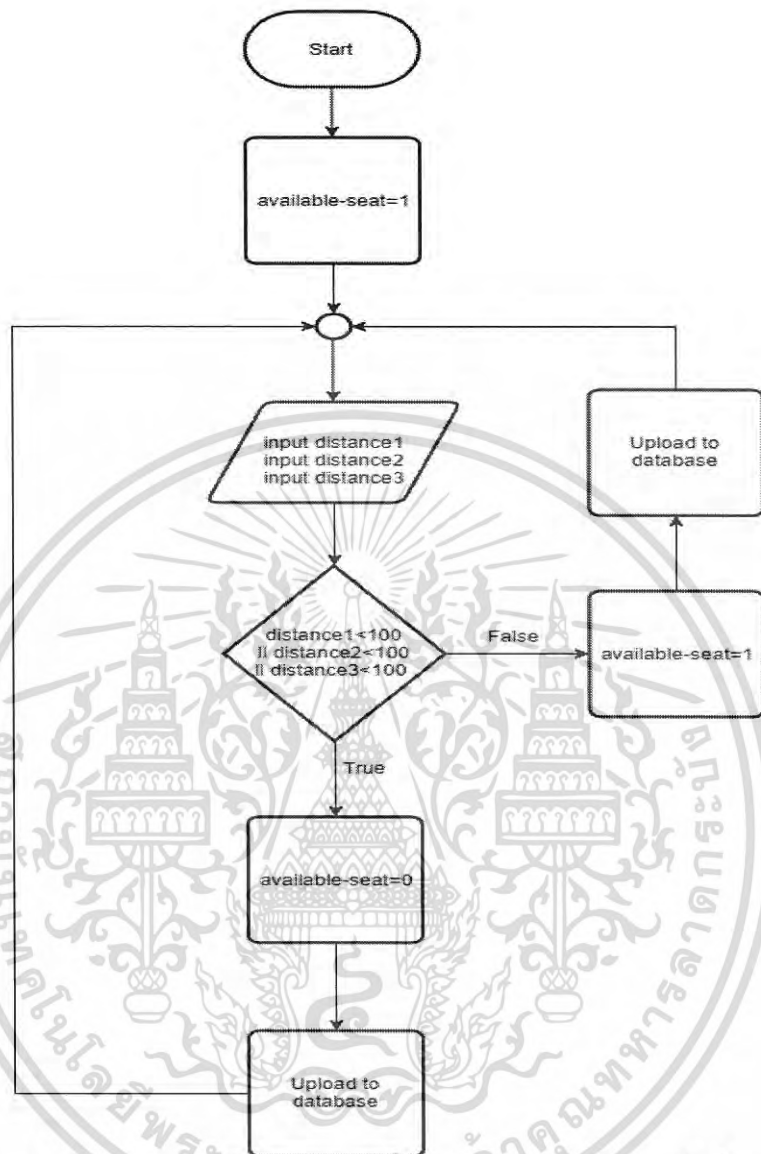 Start
available-seat=1
input distance1
input distance2
input distance3
Upload to
database
distance1<100
|| distance2<100
|| distance3<100
False
available-seat=1
True
available-seat=0
Upload to
database